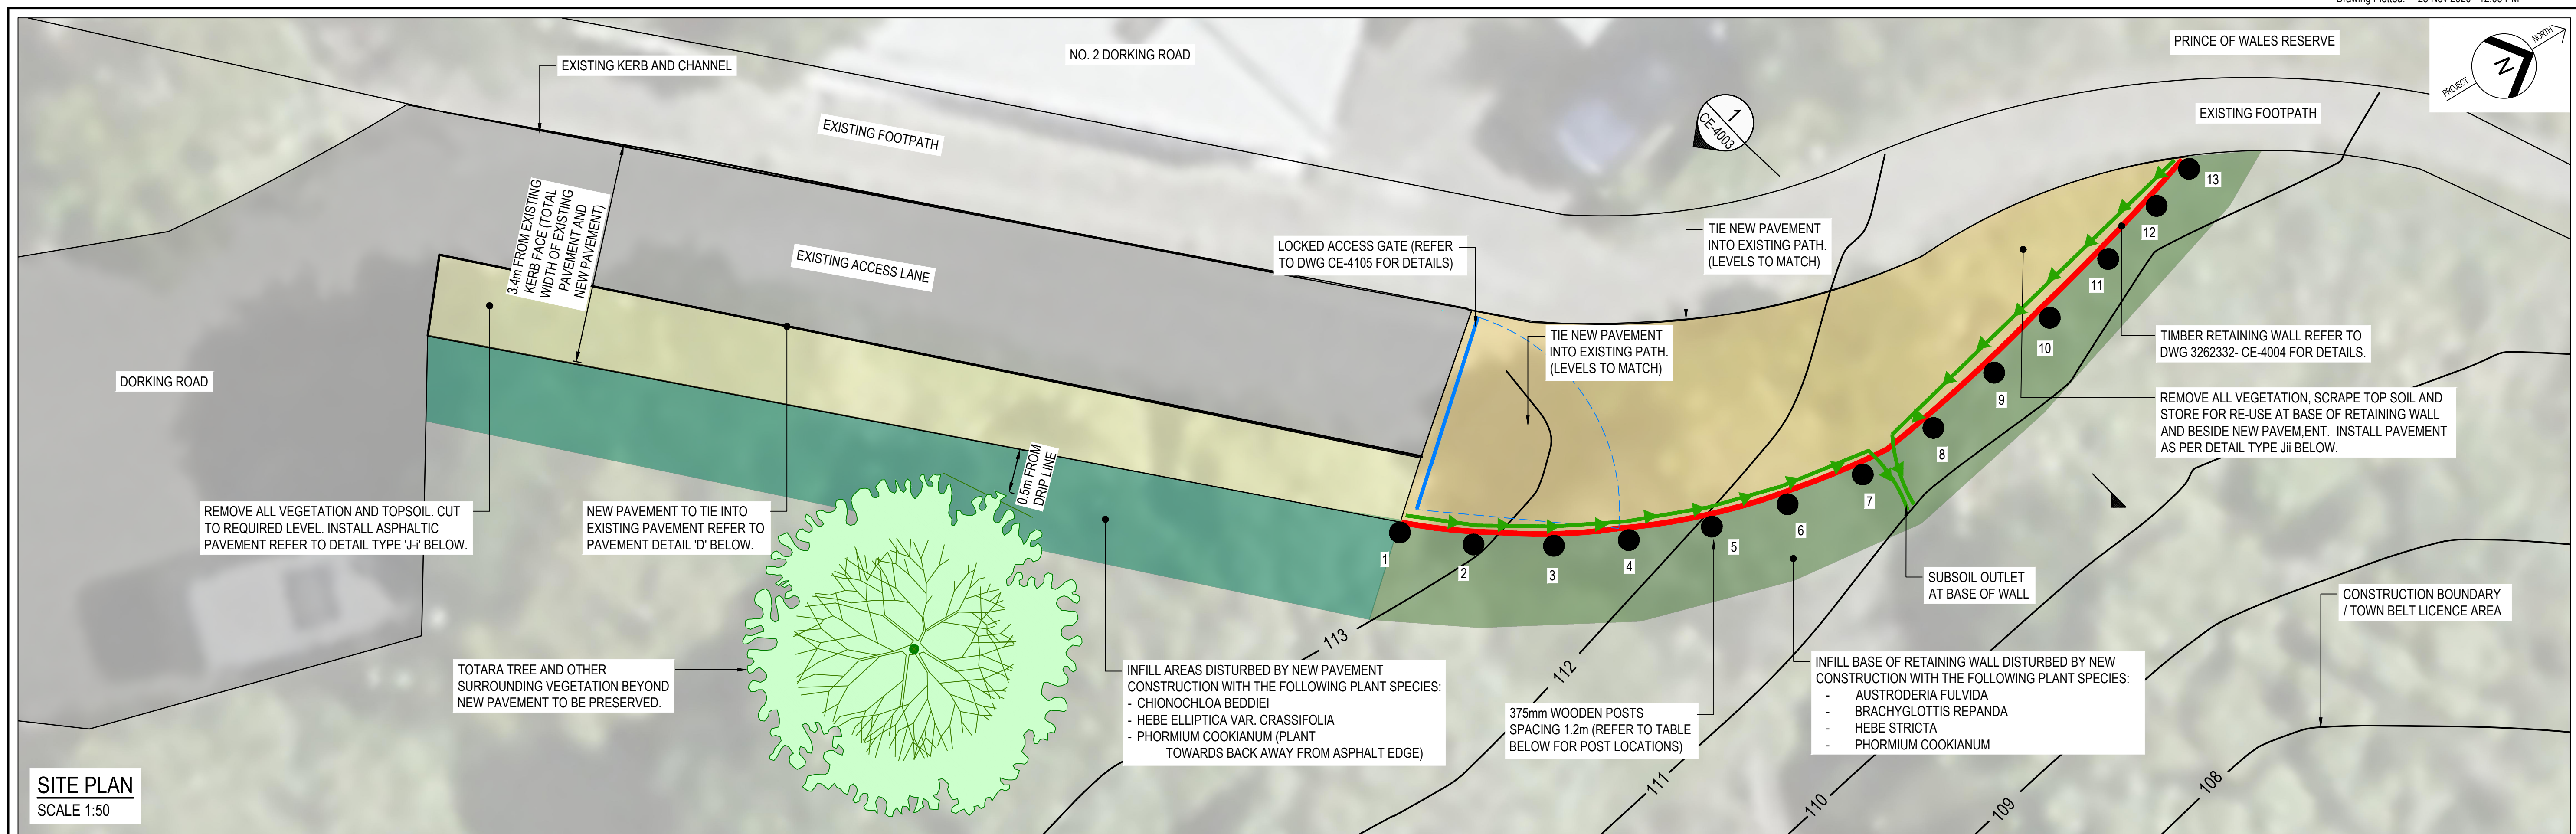 PRINCE OF WALES RESERVE
NORTH
N
PROJECT
NO. 2 DORKING ROAD
EXISTING KERB AND CHANNEL
EXISTING FOOTPATH
1
CE-4003
EXISTING FOOTPATH
3.4m FROM EXISTING
KERB FACE (TOTAL
WIDTH OF EXISTING
PAVEMENT AND
NEW PAVEMENT)
EXISTING ACCESS LANE
LOCKED ACCESS GATE (REFER
TO DWG CE-4105 FOR DETAILS)
TIE NEW PAVEMENT
INTO EXISTING PATH.
(LEVELS TO MATCH)
TIE NEW PAVEMENT
INTO EXISTING PATH.
(LEVELS TO MATCH)
TIMBER RETAINING WALL REFER TO
DWG 3262332- CE-4004 FOR DETAILS.
REMOVE ALL VEGETATION, SCRAPE TOP SOIL AND
STORE FOR RE-USE AT BASE OF RETAINING WALL
AND BESIDE NEW PAVEM,ENT. INSTALL PAVEMENT
AS PER DETAIL TYPE Jii BELOW.
DORKING ROAD
REMOVE ALL VEGETATION AND TOPSOIL. CUT
TO REQUIRED LEVEL. INSTALL ASPHALTIC
PAVEMENT REFER TO DETAIL TYPE 'J-i' BELOW.
NEW PAVEMENT TO TIE INTO
EXISTING PAVEMENT REFER TO
PAVEMENT DETAIL 'D' BELOW.
0.5m FROM
DRIP LINE
1
2
3
4
5
6
7
8
9
10
11
12
13
SUBSOIL OUTLET
AT BASE OF WALL
CONSTRUCTION BOUNDARY
/ TOWN BELT LICENCE AREA
TOTARA TREE AND OTHER
SURROUNDING VEGETATION BEYOND
NEW PAVEMENT TO BE PRESERVED.
INFILL AREAS DISTURBED BY NEW PAVEMENT
CONSTRUCTION WITH THE FOLLOWING PLANT SPECIES:
- CHIONOCHLOA BEDDIEI
- HEBE ELLIPTICA VAR. CRASSIFOLIA
- PHORMIUM COOKIANUM (PLANT
TOWARDS BACK AWAY FROM ASPHALT EDGE)
375mm WOODEN POSTS
SPACING 1.2m (REFER TO TABLE
BELOW FOR POST LOCATIONS)
INFILL BASE OF RETAINING WALL DISTURBED BY NEW
CONSTRUCTION WITH THE FOLLOWING PLANT SPECIES:
- AUSTRODERIA FULVIDA
- BRACHYGLOTTIS REPANDA
- HEBE STRICTA
- PHORMIUM COOKIANUM
113
112
111
110
109
108
SITE PLAN
SCALE 1:50